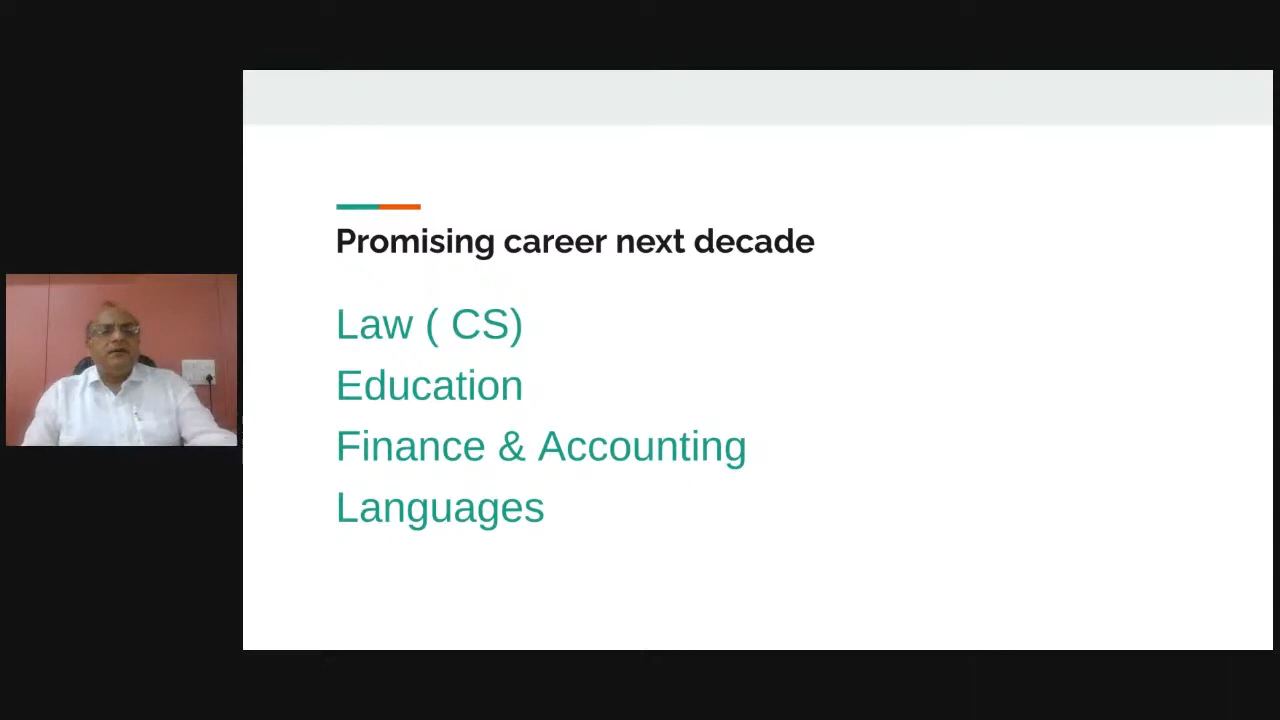 Promising career next decade
Law ( CS)
Education
Finance & Accounting
Languages